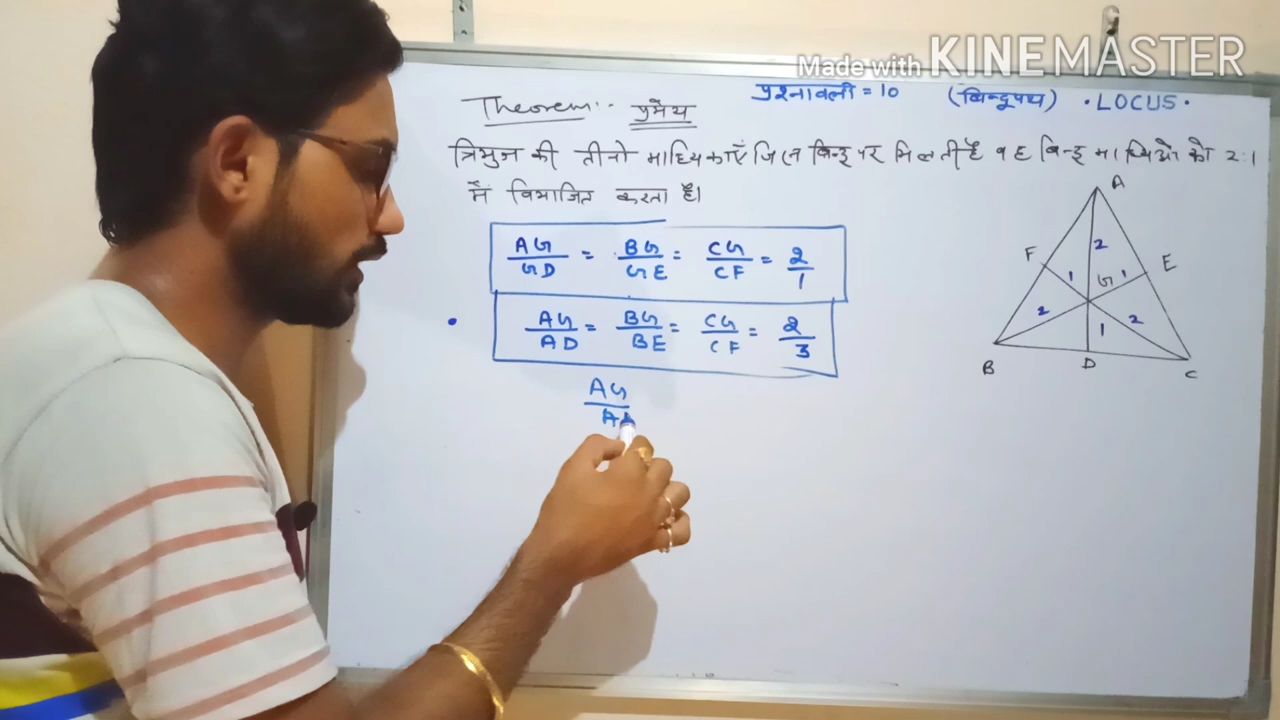 Made with KINEMASTER
प्रश्नावली = 10 (बिन्दुपथ) • LOCUS •
Theorem:- प्रमेय
त्रिभुज की तीनो माध्यिकाएँ जिस बिन्दु पर मिलती है वह बिन्दु माध्यिओ को 2:1
में विभाजित करता है।
AG/GD = BG/GE = CG/CF = 2/1
• AG/AD = BG/BE = CG/CF = 2/3
AG
A
A
F 2 E
1 G 1
2 1 2
B D C